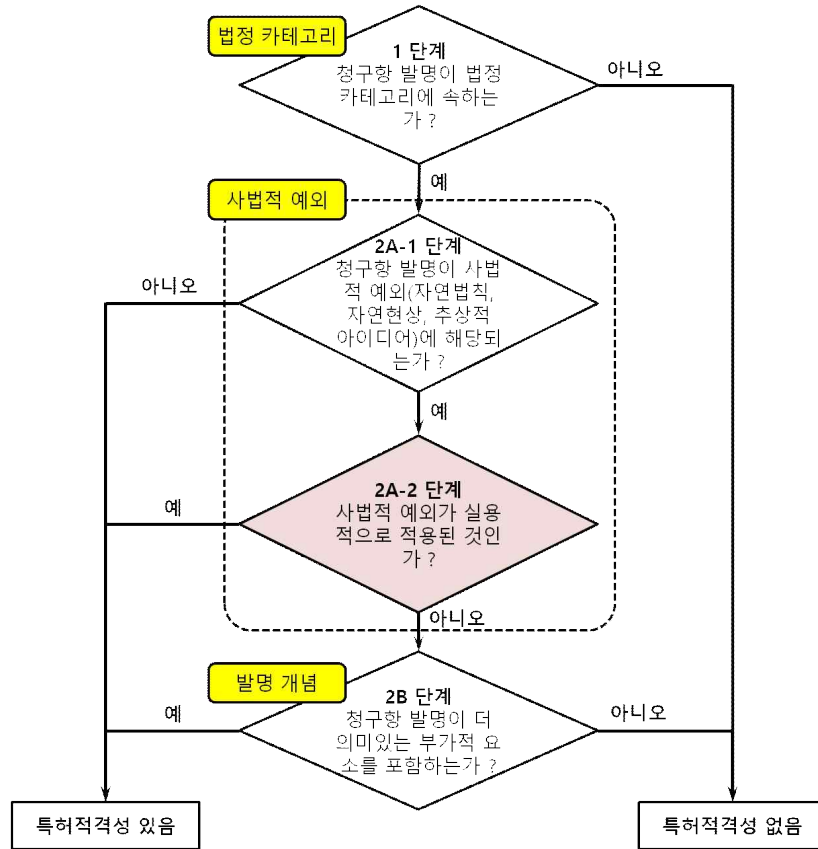 법정 카테고리
1 단계
청구항 발명이 법정
카테고리에 속하는
가 ?
아니오
예
사법적 예외
2A-1 단계
청구항 발명이 사법
적 예외(자연법칙,
자연현상, 추상적
아이디어)에 해당되
는가 ?
아니오
예
2A-2 단계
사법적 예외가 실용
적으로 적용된 것인
가 ?
예
아니오
발명 개념
2B 단계
청구항 발명이 더
의미있는 부가적 요
소를 포함하는가 ?
예
아니오
특허적격성 있음
특허적격성 없음